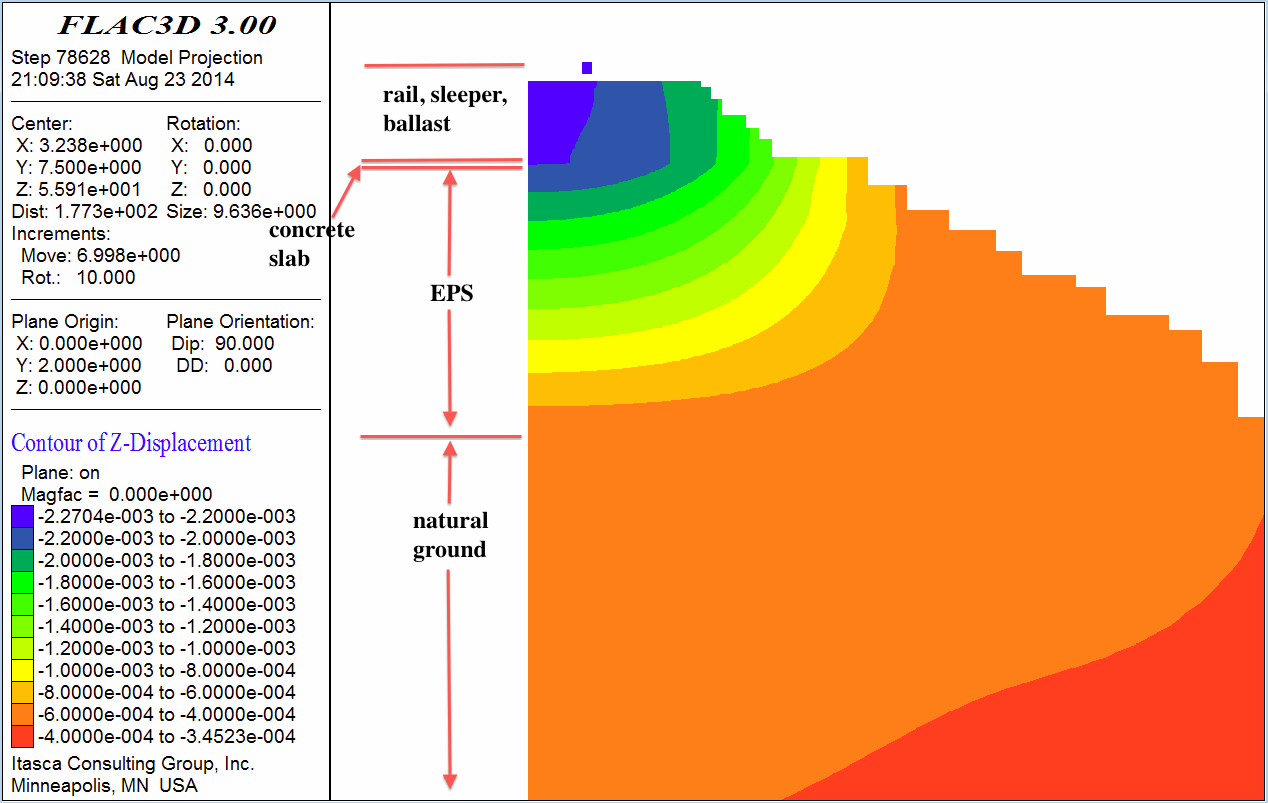 FLAC3D 3.00
Step 78628 Model Projection
21:09:38 Sat Aug 23 2014
Center: Rotation:
X: 3.238e+000 X: 0.000
Y: 7.500e+000 Y: 0.000
Z: 5.591e+001 Z: 0.000
Dist: 1.773e+002 Size: 9.636e+000
Increments:
Move: 6.998e+000
Rot.: 10.000
Plane Origin: Plane Orientation:
X: 0.000e+000 Dip: 90.000
Y: 2.000e+000 DD: 0.000
Z: 0.000e+000
Contour of Z-Displacement
Plane: on
Magfac = 0.000e+000
-2.2704e-003 to -2.2000e-003
-2.2000e-003 to -2.0000e-003
-2.0000e-003 to -1.8000e-003
-1.8000e-003 to -1.6000e-003
-1.6000e-003 to -1.4000e-003
-1.4000e-003 to -1.2000e-003
-1.2000e-003 to -1.0000e-003
-1.0000e-003 to -8.0000e-004
-8.0000e-004 to -6.0000e-004
-6.0000e-004 to -4.0000e-004
-4.0000e-004 to -3.4523e-004
Itasca Consulting Group, Inc.
Minneapolis, MN USA
rail, sleeper,
ballast
concrete
slab
EPS
natural
ground